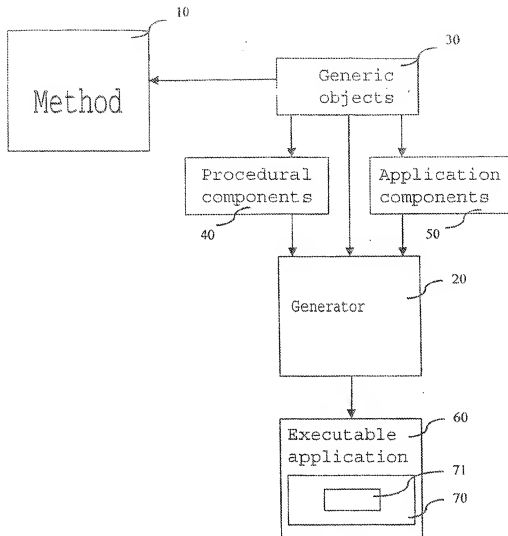 10
30
Method
Generic
objects
Procedural
components
Application
components
40
50
20
Generator
60
Executable
application
71
70